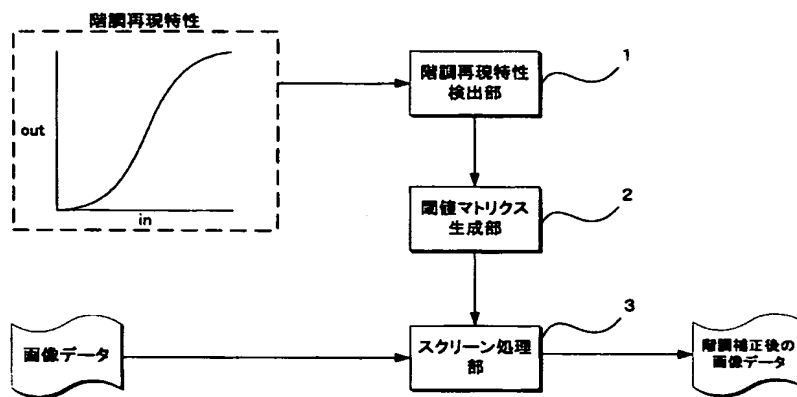 階調再現特性
out
in
階調再現特性
検出部
1
閾値マトリクス
生成部
2
画像データ
スクリーン処理
部
3
階調補正後の
画像データ